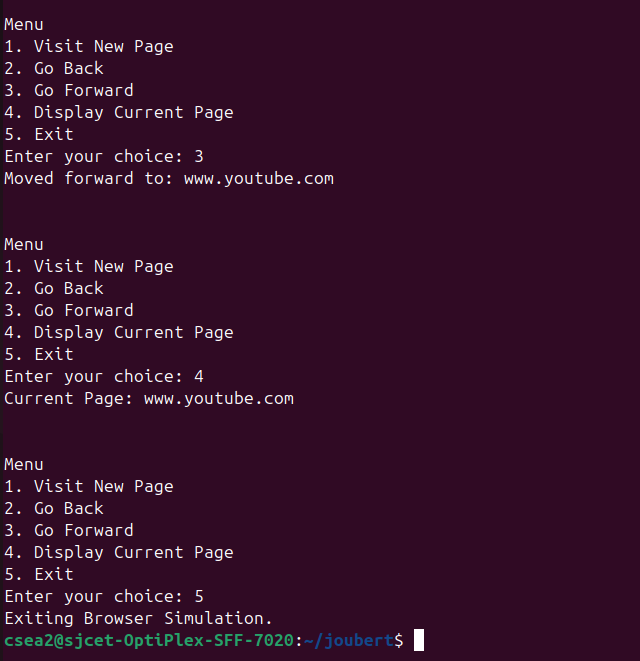 Menu
1. Visit New Page
2. Go Back
3. Go Forward
4. Display Current Page
5. Exit
Enter your choice: 3
Moved forward to: www.youtube.com
Menu
1. Visit New Page
2. Go Back
3. Go Forward
4. Display Current Page
5. Exit
Enter your choice: 4
Current Page: www.youtube.com
Menu
1. Visit New Page
2. Go Back
3. Go Forward
4. Display Current Page
5. Exit
Enter your choice: 5
Exiting Browser Simulation.
csea2@sjcet-OptiPlex-SFF-7020:~/joubert$